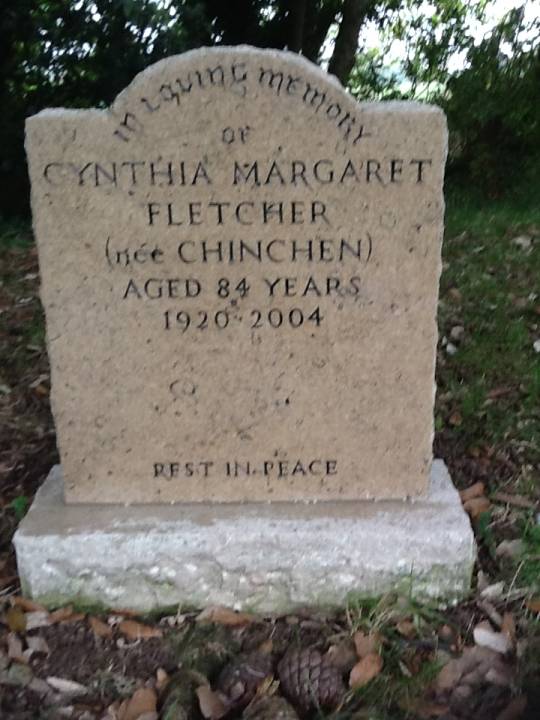 in loving memory
OF
CYNTHIA MARGARET
FLETCHER
(née CHINCHEN)
AGED 84 YEARS
1920-2004
REST IN PEACE